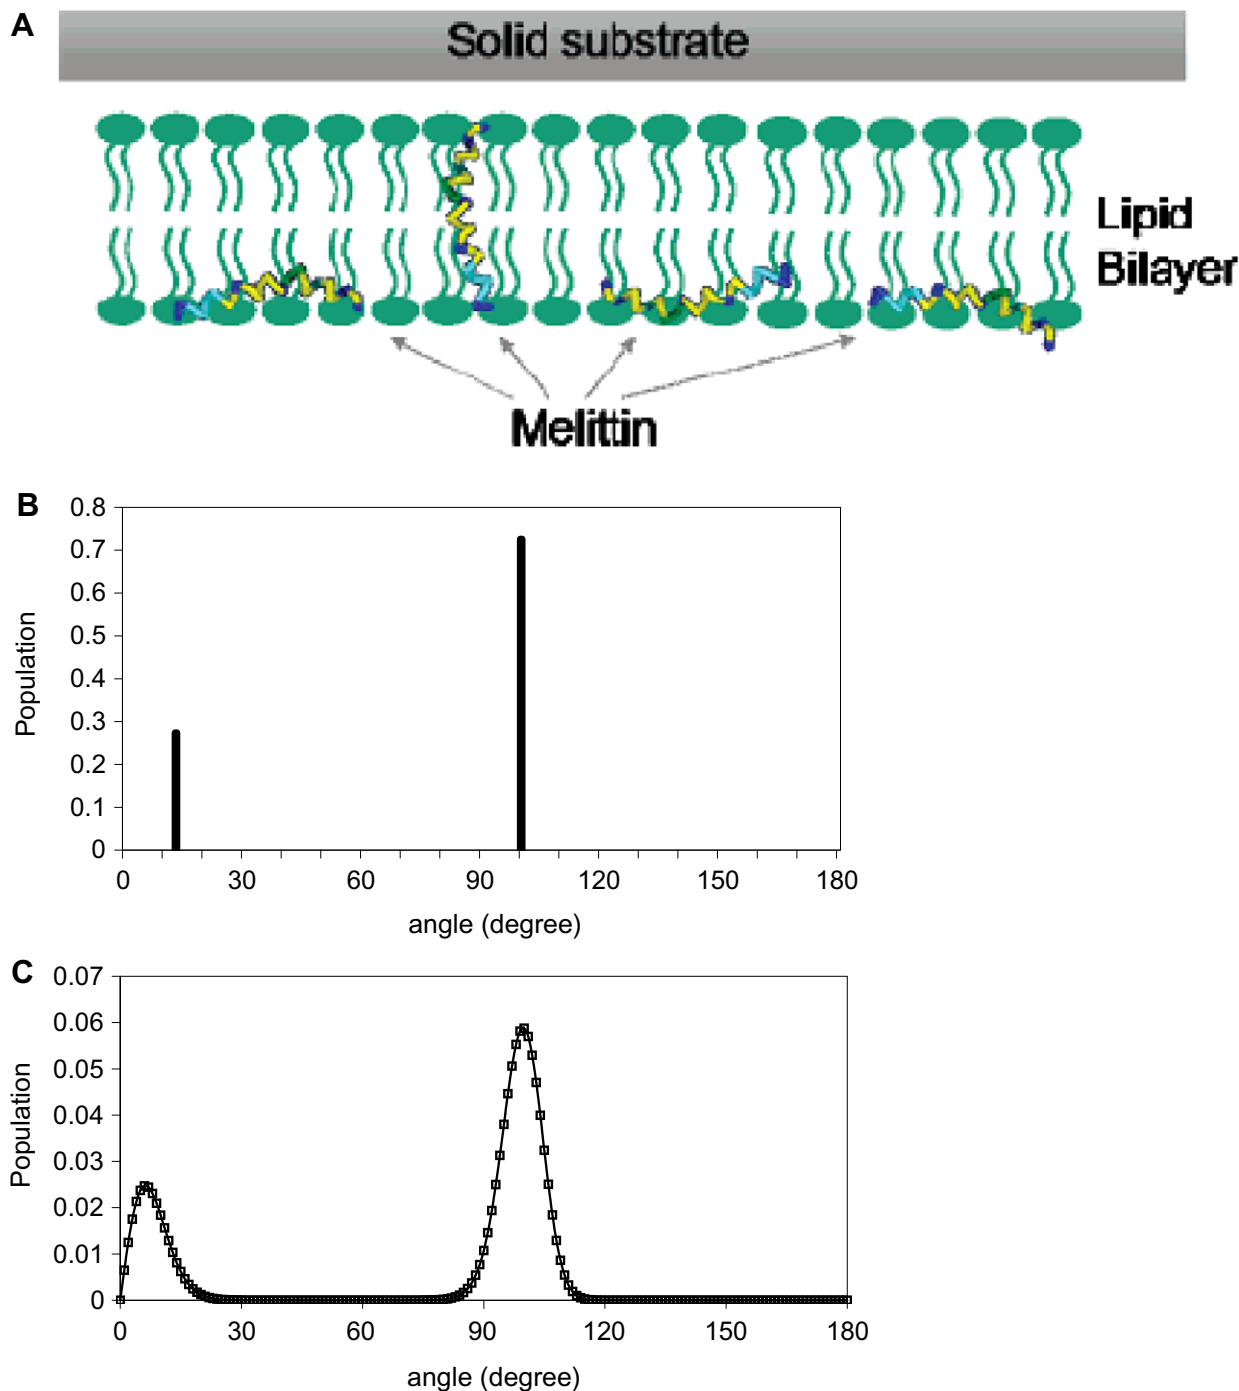 A
Solid substrate
Lipid
Bilayer
Melittin
B
0.8
0.7
0.6
0.5
0.4
0.3
0.2
0.1
0
Population
0 30 60 90 120 150 180
angle (degree)
C
0.07
0.06
0.05
0.04
0.03
0.02
0.01
0
Population
0 30 60 90 120 150 180
angle (degree)